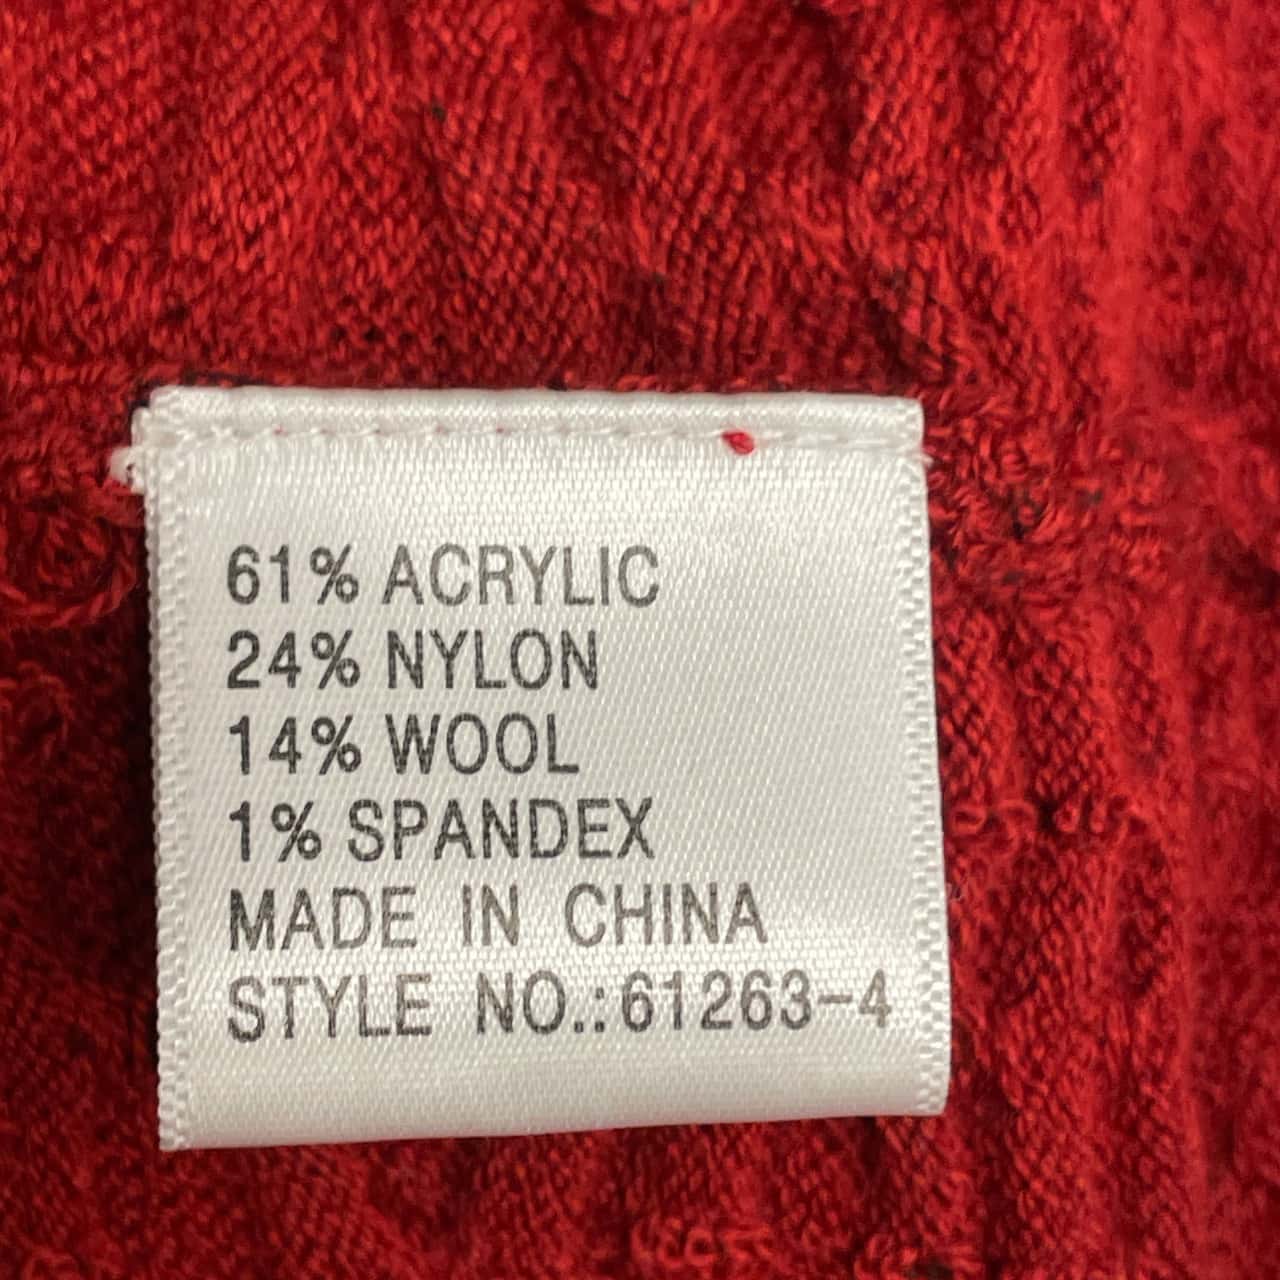 61% ACRYLIC
24% NYLON
14% WOOL
1% SPANDEX
MADE IN CHINA
STYLE NO.:61263-4